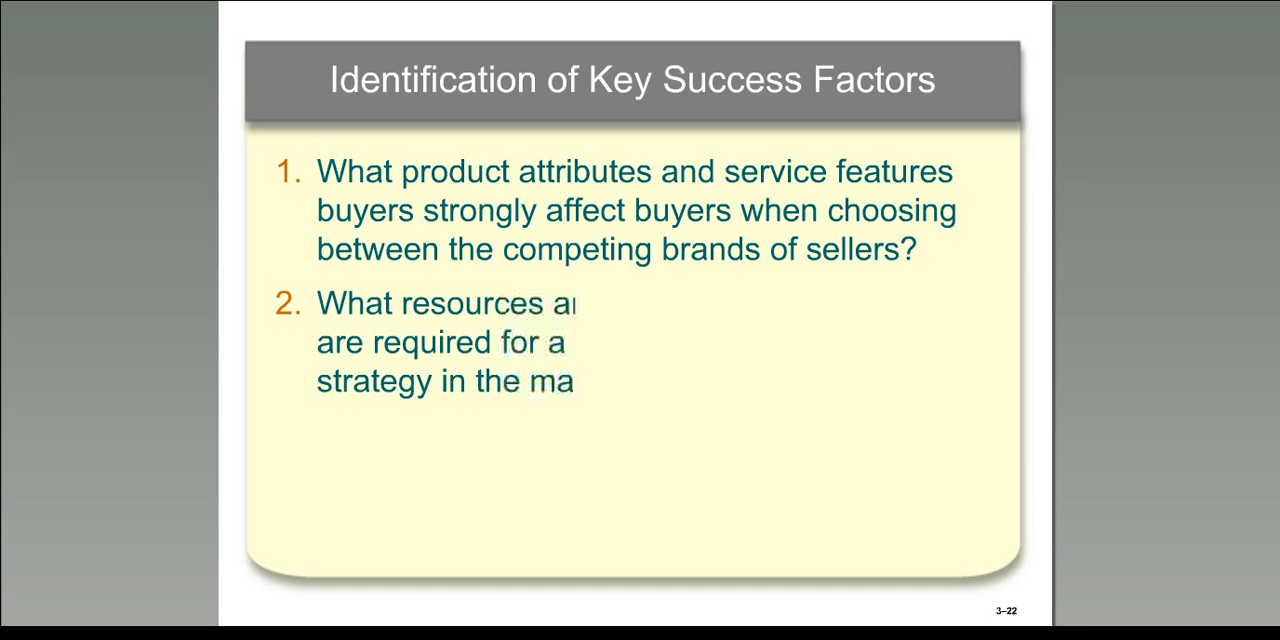 Identification of Key Success Factors
1. What product attributes and service features
buyers strongly affect buyers when choosing
between the competing brands of sellers?
2. What resources
are required for a
strategy in the
3–22